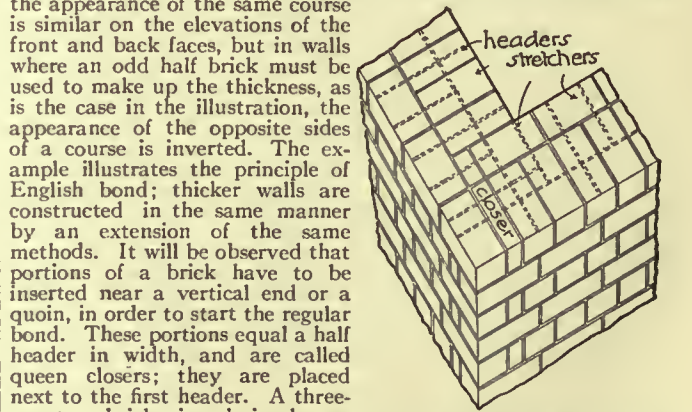 the appearance of the same course
is similar on the elevations of the
front and back faces, but in walls
where an odd half brick must be
used to make up the thickness, as
is the case in the illustration, the
appearance of the opposite sides
of a course is inverted. The ex-
ample illustrates the principle of
English bond; thicker walls are
constructed in the same manner
by an extension of the same
methods. It will be observed that
portions of a brick have to be
inserted near a vertical end or a
quoin, in order to start the regular
bond. These portions equal a half
header in width, and are called
queen closers; they are placed
next to the first header. A three-
headers
stretchers
closer